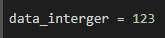 data_interger = 123